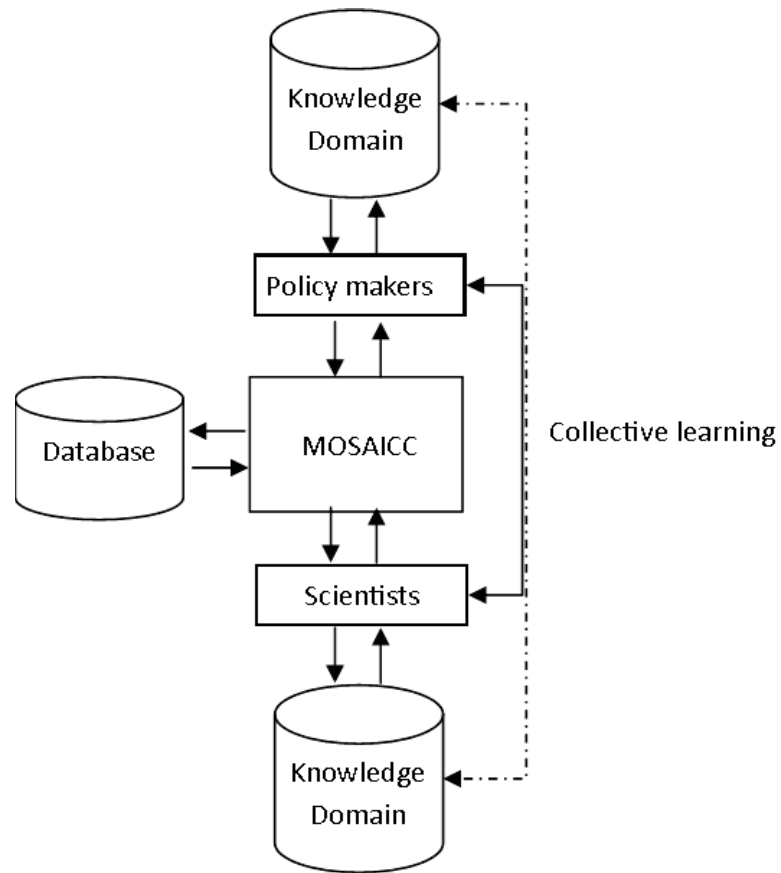 Knowledge
Domain
Policy makers
Database
MOSAICC
Collective learning
Scientists
Knowledge
Domain